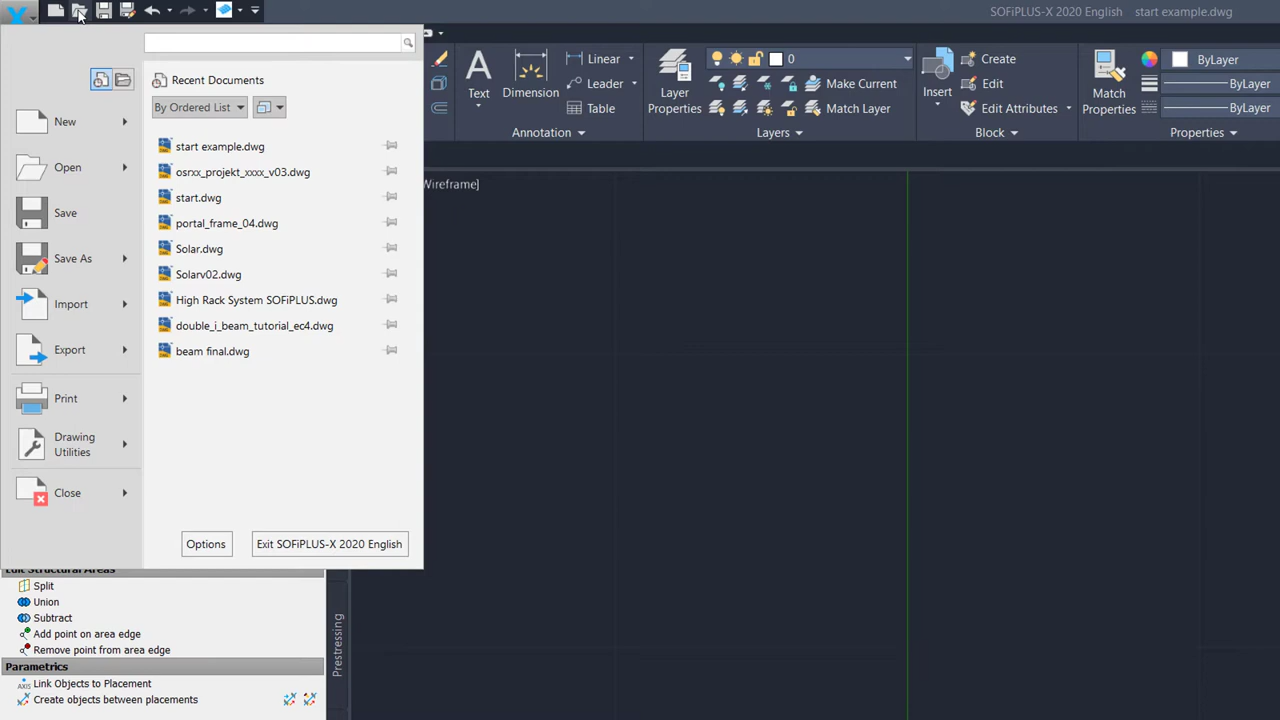 SOFiPLUS-X 2020 English start example.dwg
Recent Documents
By Ordered List
New
Open
Save
Save As
Import
Export
Print
Drawing
Utilities
Close
start example.dwg
osrxx_projekt_xxxx_v03.dwg
start.dwg
portal_frame_04.dwg
Solar.dwg
Solarv02.dwg
High Rack System SOFiPLUS.dwg
double_i_beam_tutorial_ec4.dwg
beam final.dwg
Options
Exit SOFiPLUS-X 2020 English
Text
Dimension
Linear
Leader
Table
Annotation
Layer
Properties
0
Make Current
Match Layer
Layers
Insert
Create
Edit
Edit Attributes
Block
Match
Properties
ByLayer
ByLayer
ByLayer
Properties
Wireframe]
Edit Structural Areas
Split
Union
Subtract
Add point on area edge
Remove point from area edge
Parametrics
AXIS Link Objects to Placement
Create objects between placements
Prestressing